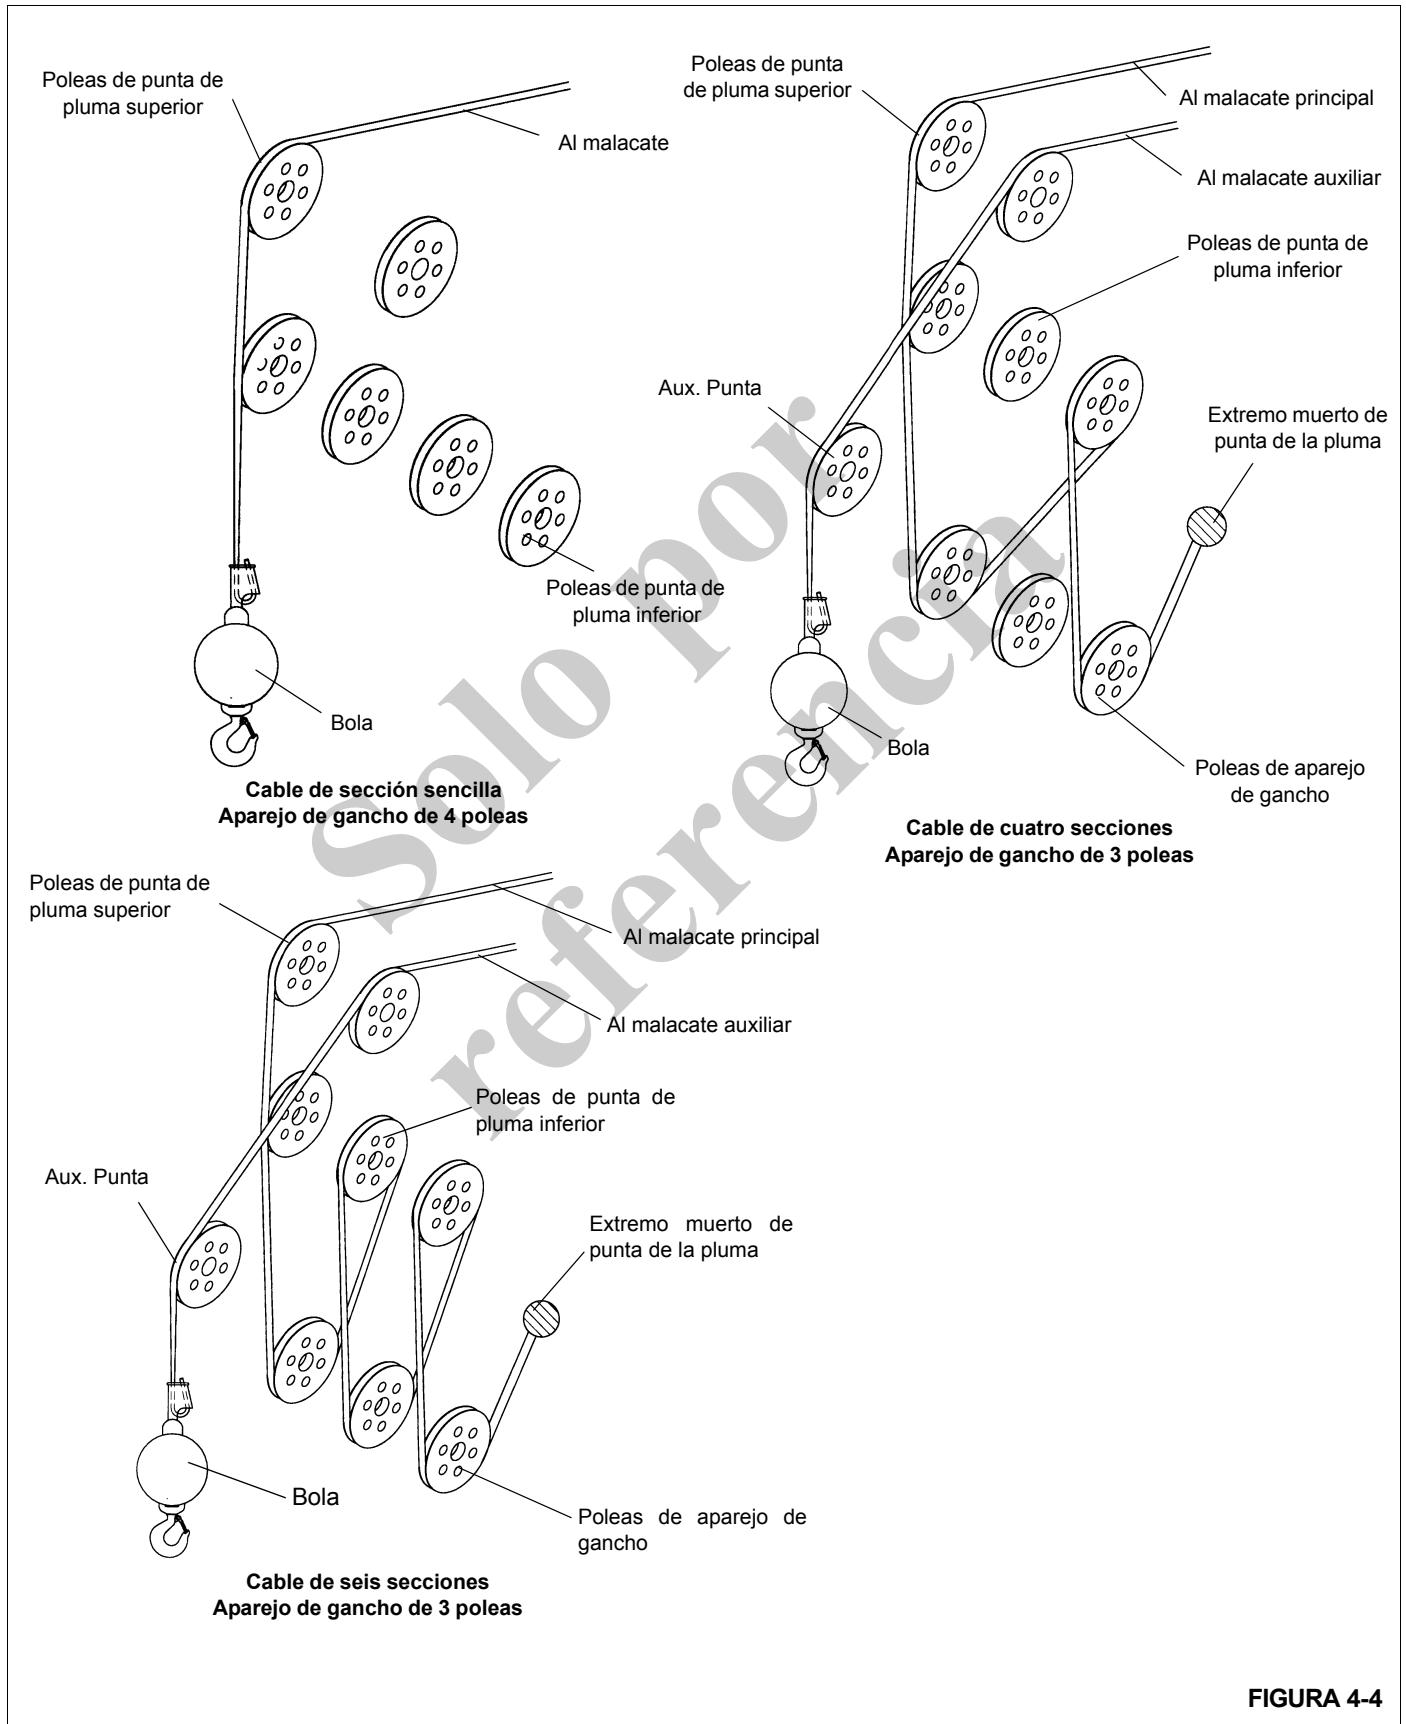 Poleas de punta de
pluma superior
Al malacate
Poleas de punta de
pluma inferior
Bola
Cable de sección sencilla
Aparejo de gancho de 4 poleas
Poleas de punta
de pluma superior
Al malacate principal
Al malacate auxiliar
Poleas de punta de
pluma inferior
Aux. Punta
Extremo muerto de
punta de la pluma
Bola
Poleas de aparejo
de gancho
Cable de cuatro secciones
Aparejo de gancho de 3 poleas
Poleas de punta de
pluma superior
Al malacate principal
Al malacate auxiliar
Poleas de punta de
pluma inferior
Aux. Punta
Extremo muerto de
punta de la pluma
Bola
Poleas de aparejo de
gancho
Cable de seis secciones
Aparejo de gancho de 3 poleas
Solo por
referencia
FIGURA 4-4